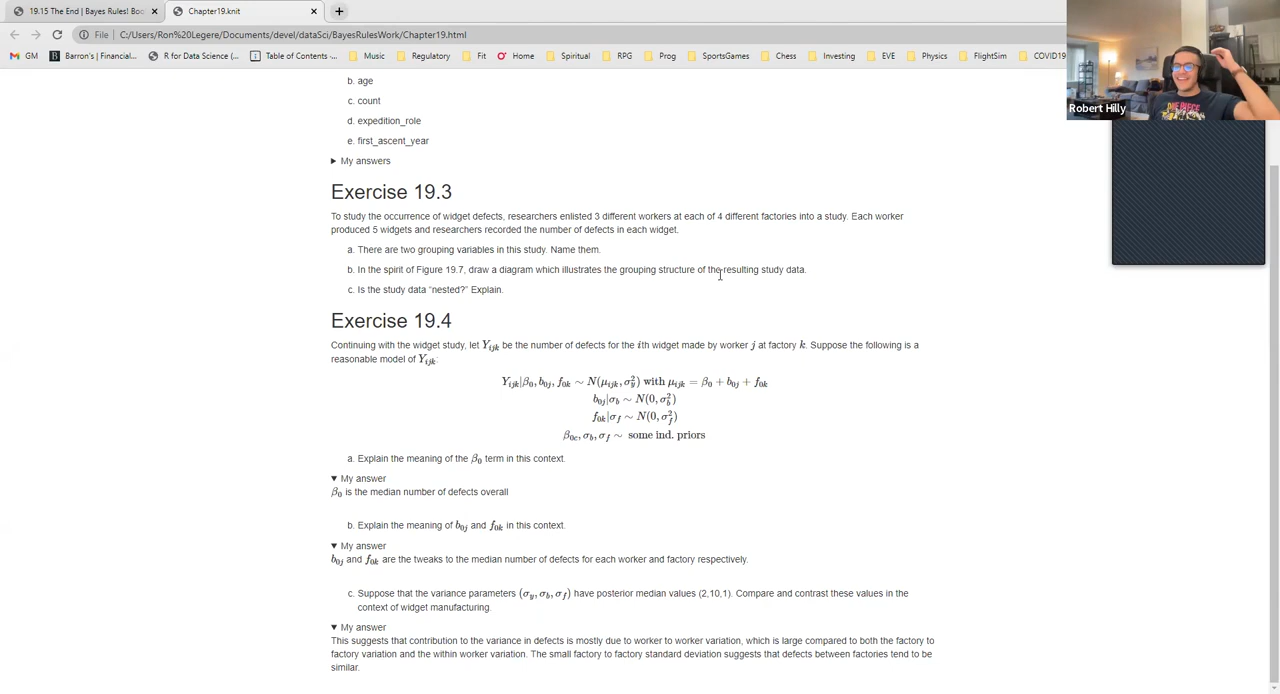 19.15 The End | Bayes Rules! Boo
Chapter19.knit
File | C:/Users/Ron%20Legere/Documents/devel/dataSci/BayesRulesWork/Chapter19.html
GM Barron's | Financial... R for Data Science (... Table of Contents ·... Music Regulatory Fit Home Spiritual RPG Prog SportsGames Chess Investing EVE Physics FlightSim COVID19
Robert Hilly
b. age
c. count
d. expedition_role
e. first_ascent_year
My answers
Exercise 19.3
To study the occurrence of widget defects, researchers enlisted 3 different workers at each of 4 different factories into a study. Each worker
produced 5 widgets and researchers recorded the number of defects in each widget.
a. There are two grouping variables in this study. Name them.
b. In the spirit of Figure 19.7, draw a diagram which illustrates the grouping structure of the resulting study data.
c. Is the study data “nested?” Explain.
Exercise 19.4
Continuing with the widget study, let Y_ijk be the number of defects for the ith widget made by worker j at factory k. Suppose the following is a
reasonable model of Y_ijk:
Y_ijk|β_0, b_0j, f_0k ∼ N(μ_ijk, σ_y^2) with μ_ijk = β_0 + b_0j + f_0k
b_0j|σ_b ∼ N(0, σ_b^2)
f_0k|σ_f ∼ N(0, σ_f^2)
β_0c, σ_b, σ_f ∼ some ind. priors
a. Explain the meaning of the β_0 term in this context.
My answer
β_0 is the median number of defects overall
b. Explain the meaning of b_0j and f_0k in this context.
My answer
b_0j and f_0k are the tweaks to the median number of defects for each worker and factory respectively.
c. Suppose that the variance parameters (σ_y, σ_b, σ_f) have posterior median values (2,10,1). Compare and contrast these values in the
context of widget manufacturing.
My answer
This suggests that contribution to the variance in defects is mostly due to worker to worker variation, which is large compared to both the factory to
factory variation and the within worker variation. The small factory to factory standard deviation suggests that defects between factories tend to be
similar.